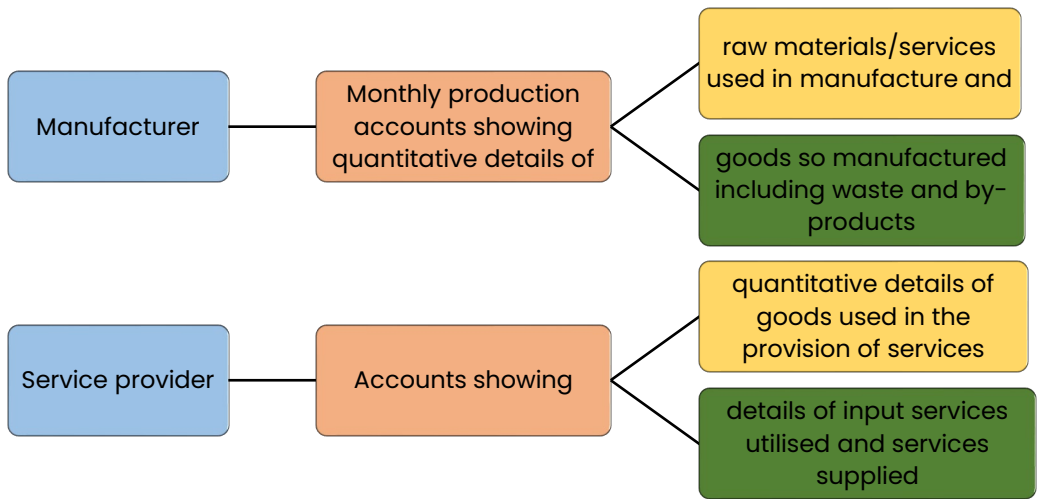 Manufacturer
Monthly production
accounts showing
quantitative details of
raw materials/services
used in manufacture and
goods so manufactured
including waste and by-
products
Service provider
Accounts showing
quantitative details of
goods used in the
provision of services
details of input services
utilised and services
supplied